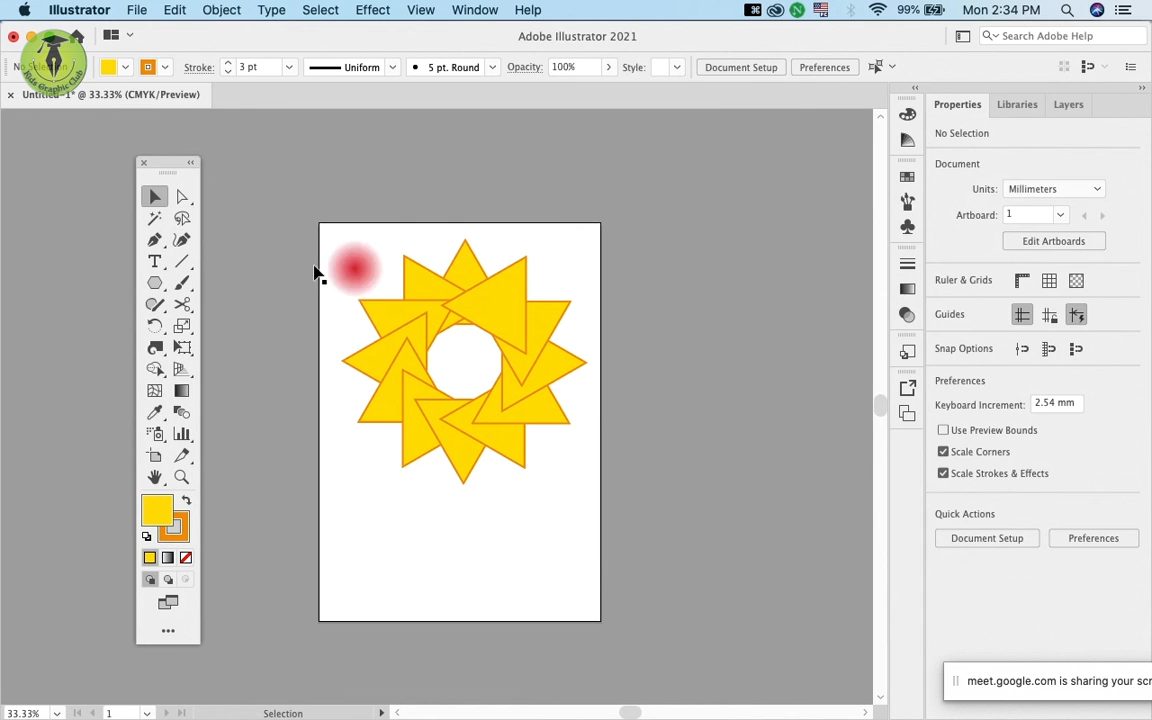 Illustrator File Edit Object Type Select Effect View Window Help 99% Mon 2:34 PM
Adobe Illustrator 2021 Search Adobe Help
Stroke: 3 pt Uniform 5 pt. Round Opacity: 100% Style: Document Setup Preferences
Kids Graphic Club
@ 33.33% (CMYK/Preview)
Properties Libraries Layers
No Selection
Document
Units: Millimeters
Artboard: 1
Edit Artboards
Ruler & Grids
Guides
Snap Options
Preferences
Keyboard Increment: 2.54 mm
Use Preview Bounds
Scale Corners
Scale Strokes & Effects
Quick Actions
Document Setup Preferences
meet.google.com is sharing your scr
33.33% 1 Selection